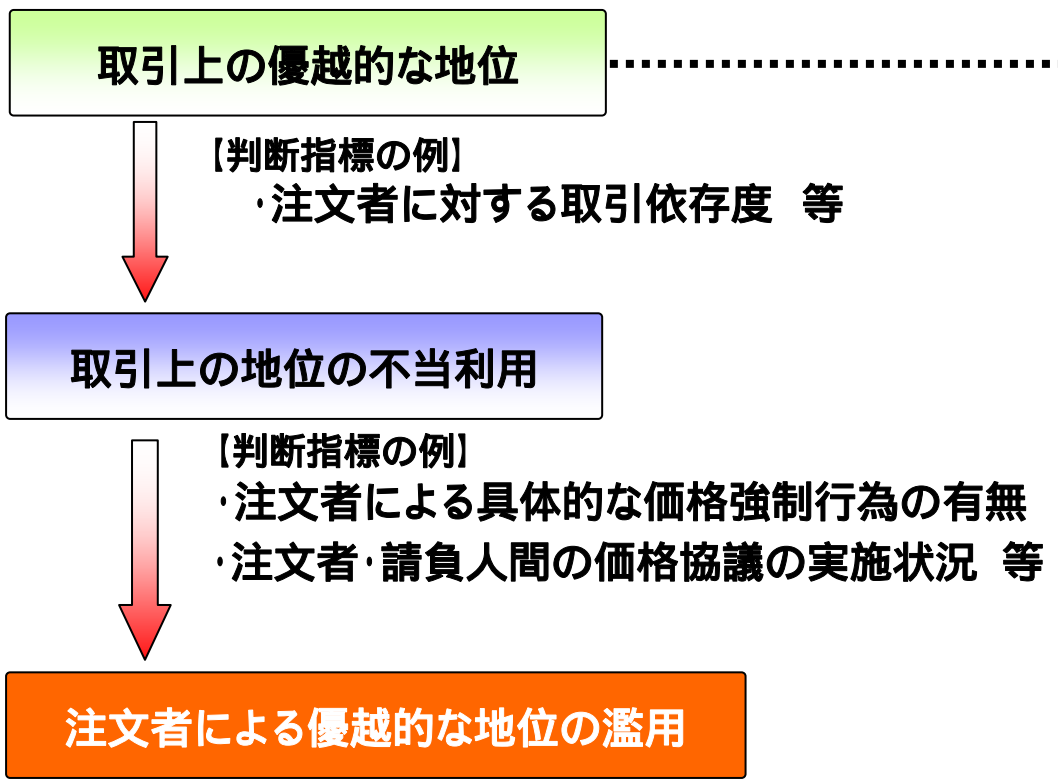 取引上の優越的な地位
【判断指標の例】
・注文者に対する取引依存度　等
取引上の地位の不当利用
【判断指標の例】
・注文者による具体的な価格強制行為の有無
・注文者・請負人間の価格協議の実施状況　等
注文者による優越的な地位の濫用